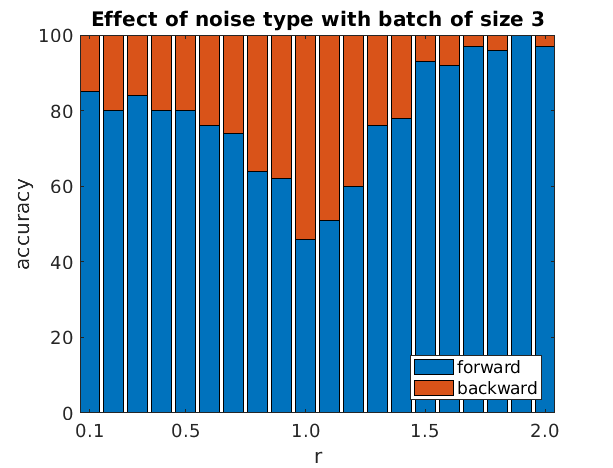 Effect of noise type with batch of size 3
100
80
60
40
20
0
accuracy
forward
backward
0.1 0.5 1.0 1.5 2.0
r